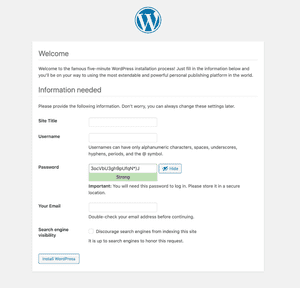 Welcome
Welcome to the famous five-minute WordPress installation process! Just fill in the information below and
you'll be on your way to using the most extendable and powerful personal publishing platform in the world.
Information needed
Please provide the following information. Don't worry, you can always change these settings later.
Site Title
Username
Usernames can have only alphanumeric characters, spaces, underscores,
hyphens, periods, and the @ symbol.
Password
Hide
Strong
Important: You will need this password to log in. Please store it in a secure
location.
Your Email
Double-check your email address before continuing.
Search engine
visibility
Discourage search engines from indexing this site
It is up to search engines to honor this request.
Install WordPress